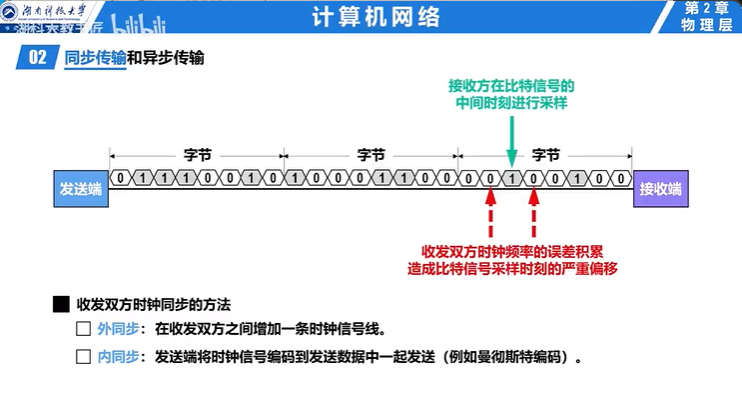 湖南科技大学
计算机网络
第2章
物理层
湖科大教书匠 bilibili
02 同步传输和异步传输
接收方在比特信号的
中间时刻进行采样
字节 字节 字节
发送端 0 1 1 1 0 0 1 0 1 0 0 0 1 1 0 0 0 0 1 0 0 1 0 0 接收端
收发双方时钟频率的误差积累
造成比特信号采样时刻的严重偏移
收发双方时钟同步的方法
外同步：在收发双方之间增加一条时钟信号线。
内同步：发送端将时钟信号编码到发送数据中一起发送（例如曼彻斯特编码）。